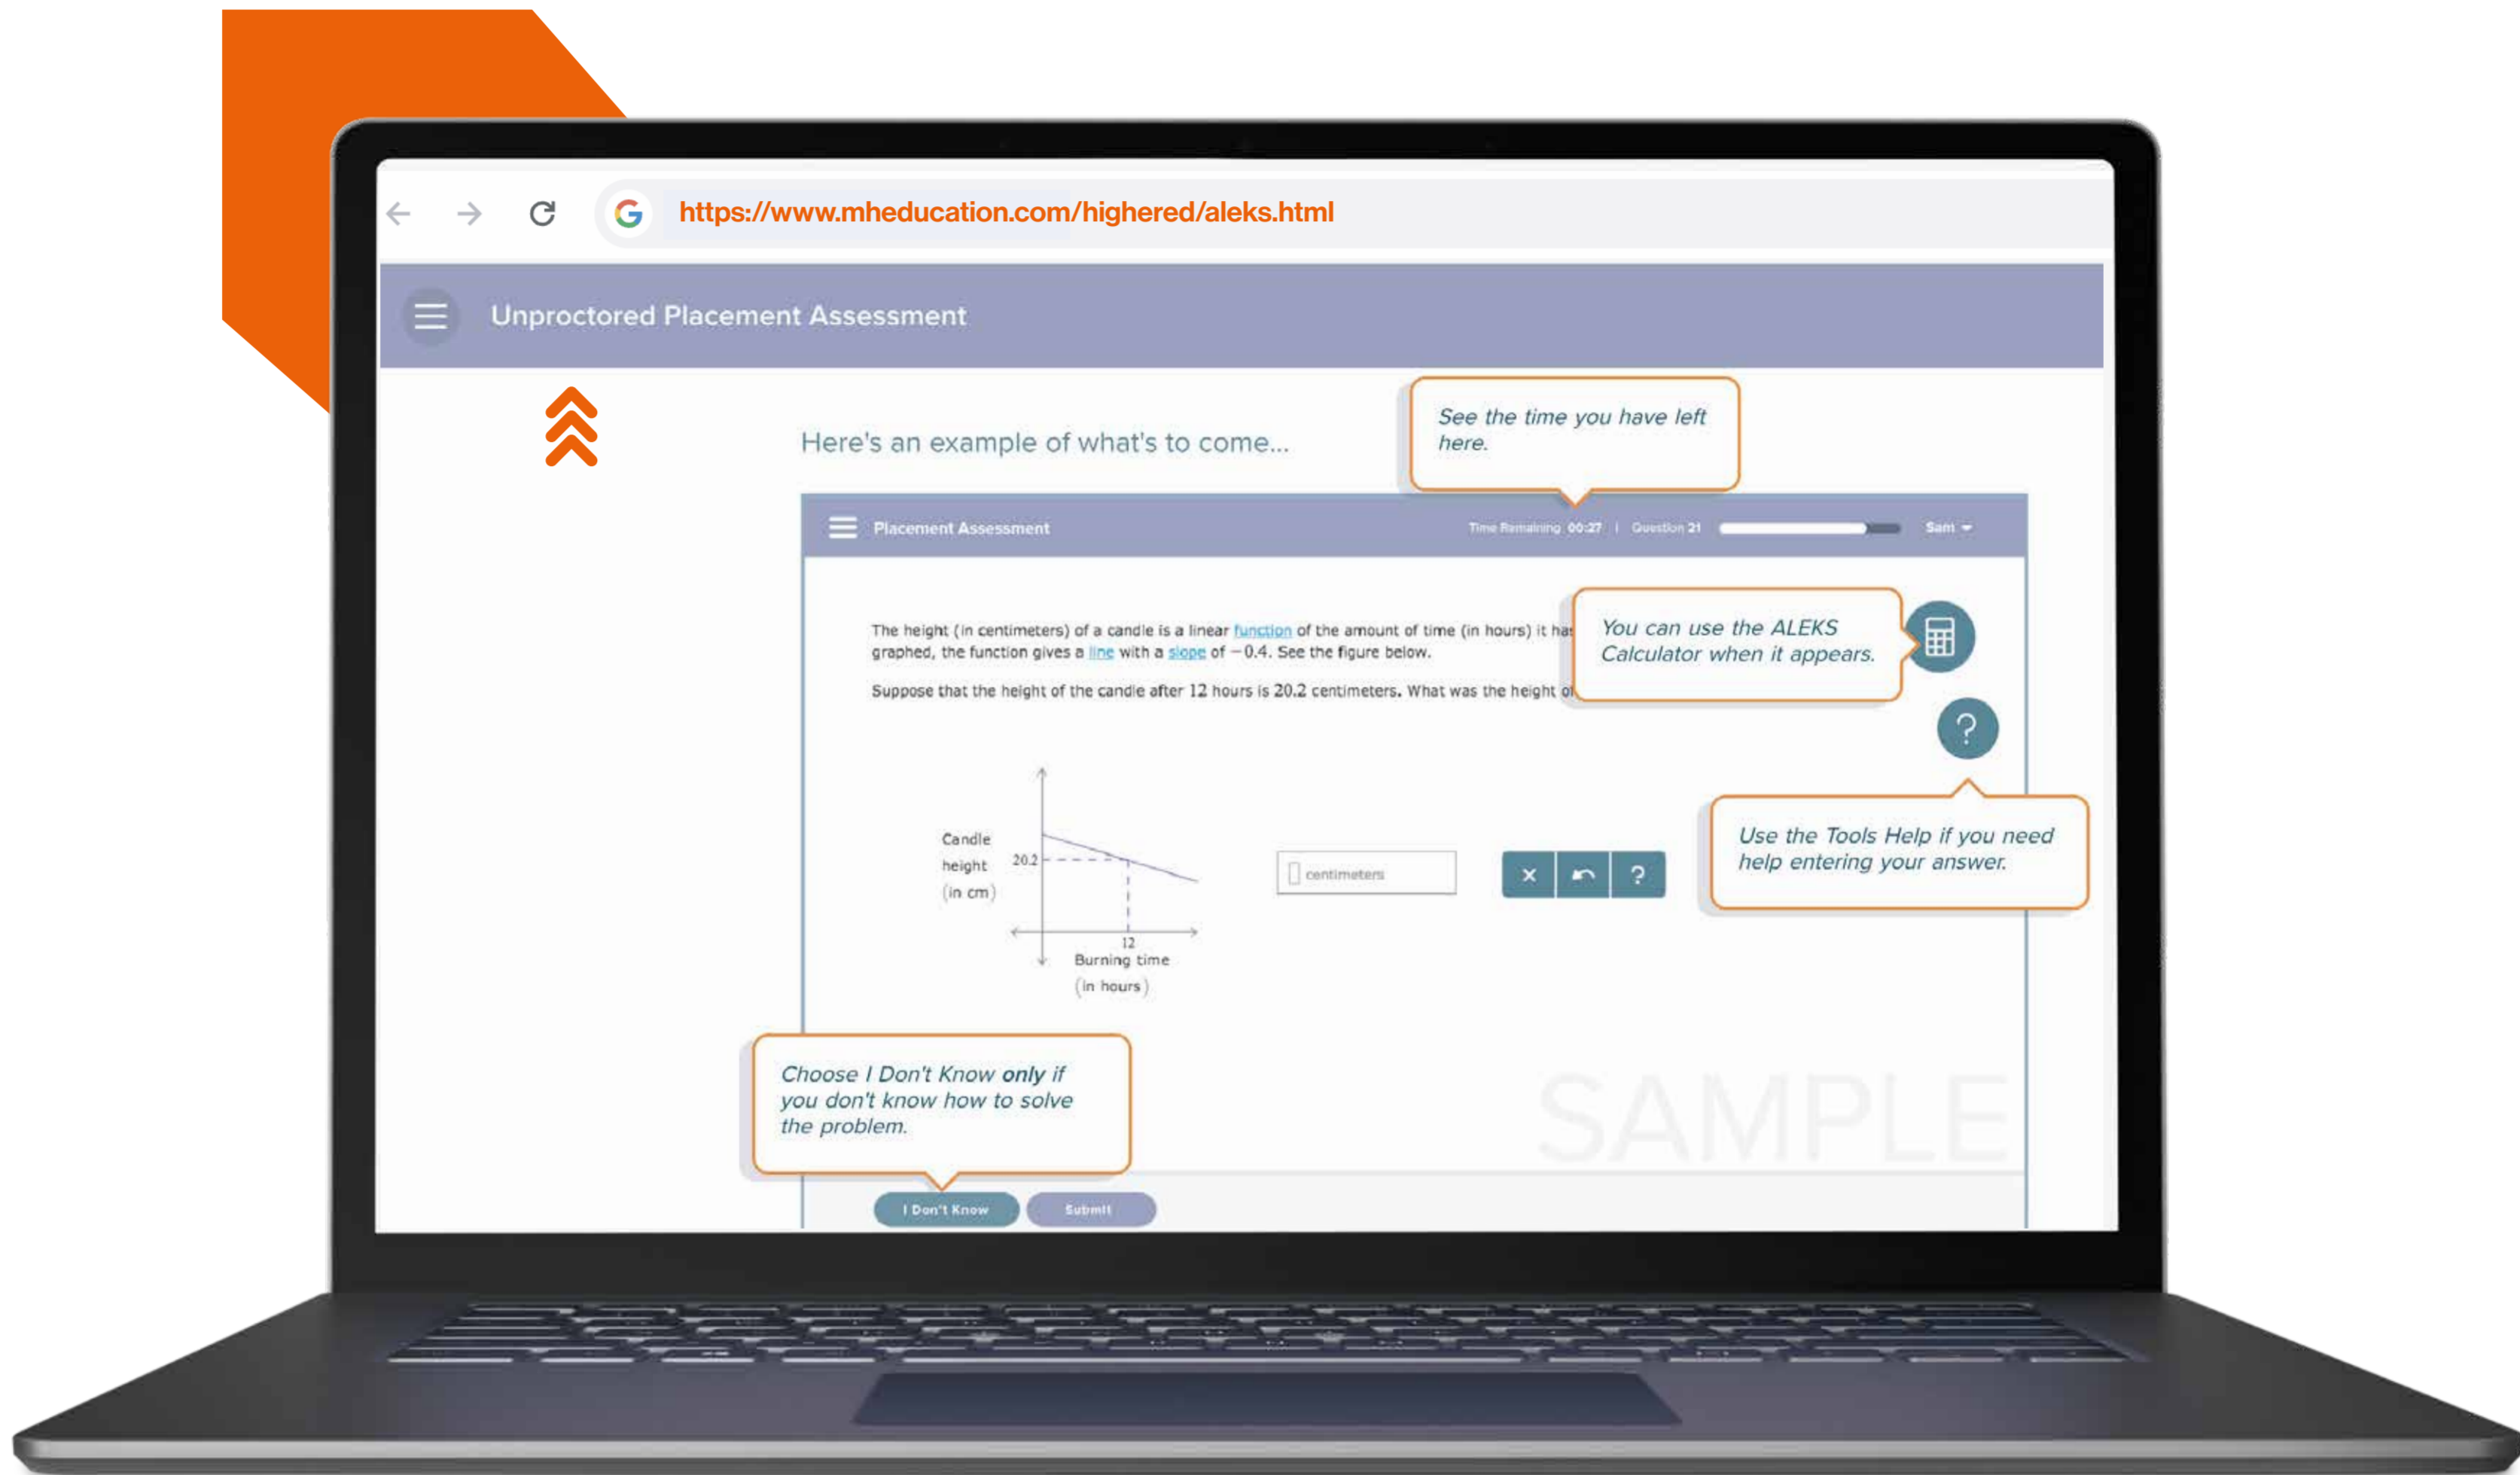 https://www.mheducation.com/highered/aleks.html
Unproctored Placement Assessment
Here's an example of what's to come...
See the time you have left
here.
Placement Assessment
Time Remaining 00:27 | Question 21
Sam
The height (in centimeters) of a candle is a linear function of the amount of time (in hours) it has
graphed, the function gives a line with a slope of −0.4. See the figure below.
Suppose that the height of the candle after 12 hours is 20.2 centimeters. What was the height of
You can use the ALEKS
Calculator when it appears.
?
Use the Tools Help if you need
help entering your answer.
Candle
height
(in cm)
20.2
12
Burning time
(in hours)
centimeters
?
Choose I Don't Know only if
you don't know how to solve
the problem.
SAMPLE
I Don't Know
Submit